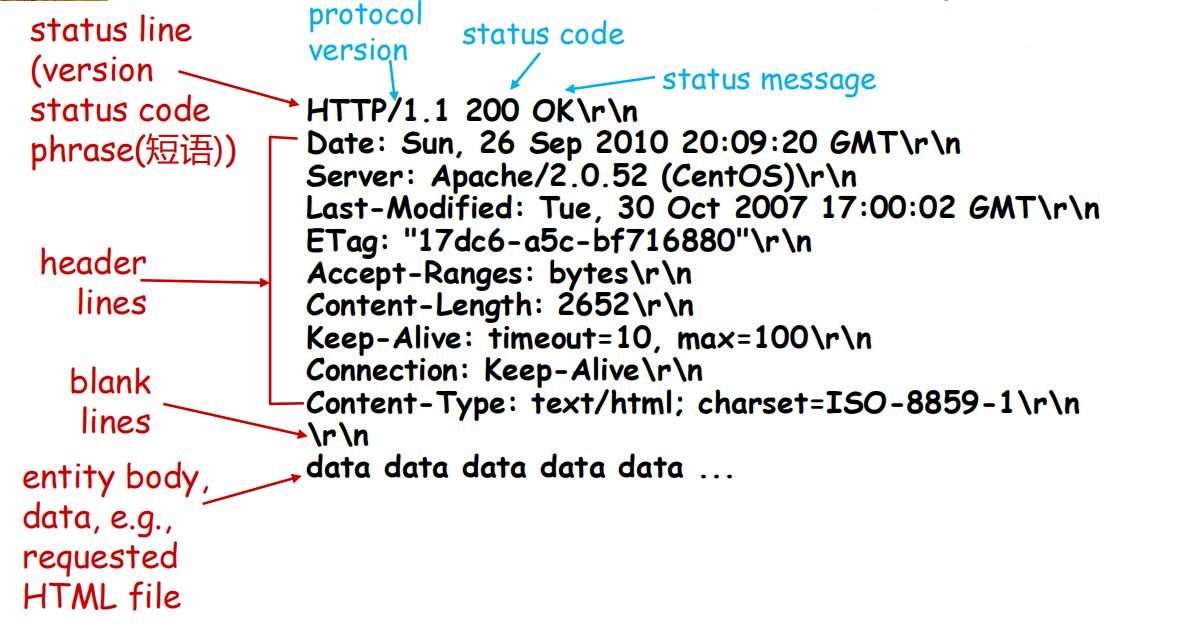 protocol
version
status code
status message
status line
(version
status code
phrase(短语))
HTTP/1.1 200 OK\r\n
Date: Sun, 26 Sep 2010 20:09:20 GMT\r\n
Server: Apache/2.0.52 (CentOS)\r\n
Last-Modified: Tue, 30 Oct 2007 17:00:02 GMT\r\n
ETag: "17dc6-a5c-bf716880"\r\n
Accept-Ranges: bytes\r\n
Content-Length: 2652\r\n
Keep-Alive: timeout=10, max=100\r\n
Connection: Keep-Alive\r\n
Content-Type: text/html; charset=ISO-8859-1\r\n
\r\n
data data data data data ...
header
lines
blank
lines
entity body,
data, e.g.,
requested
HTML file